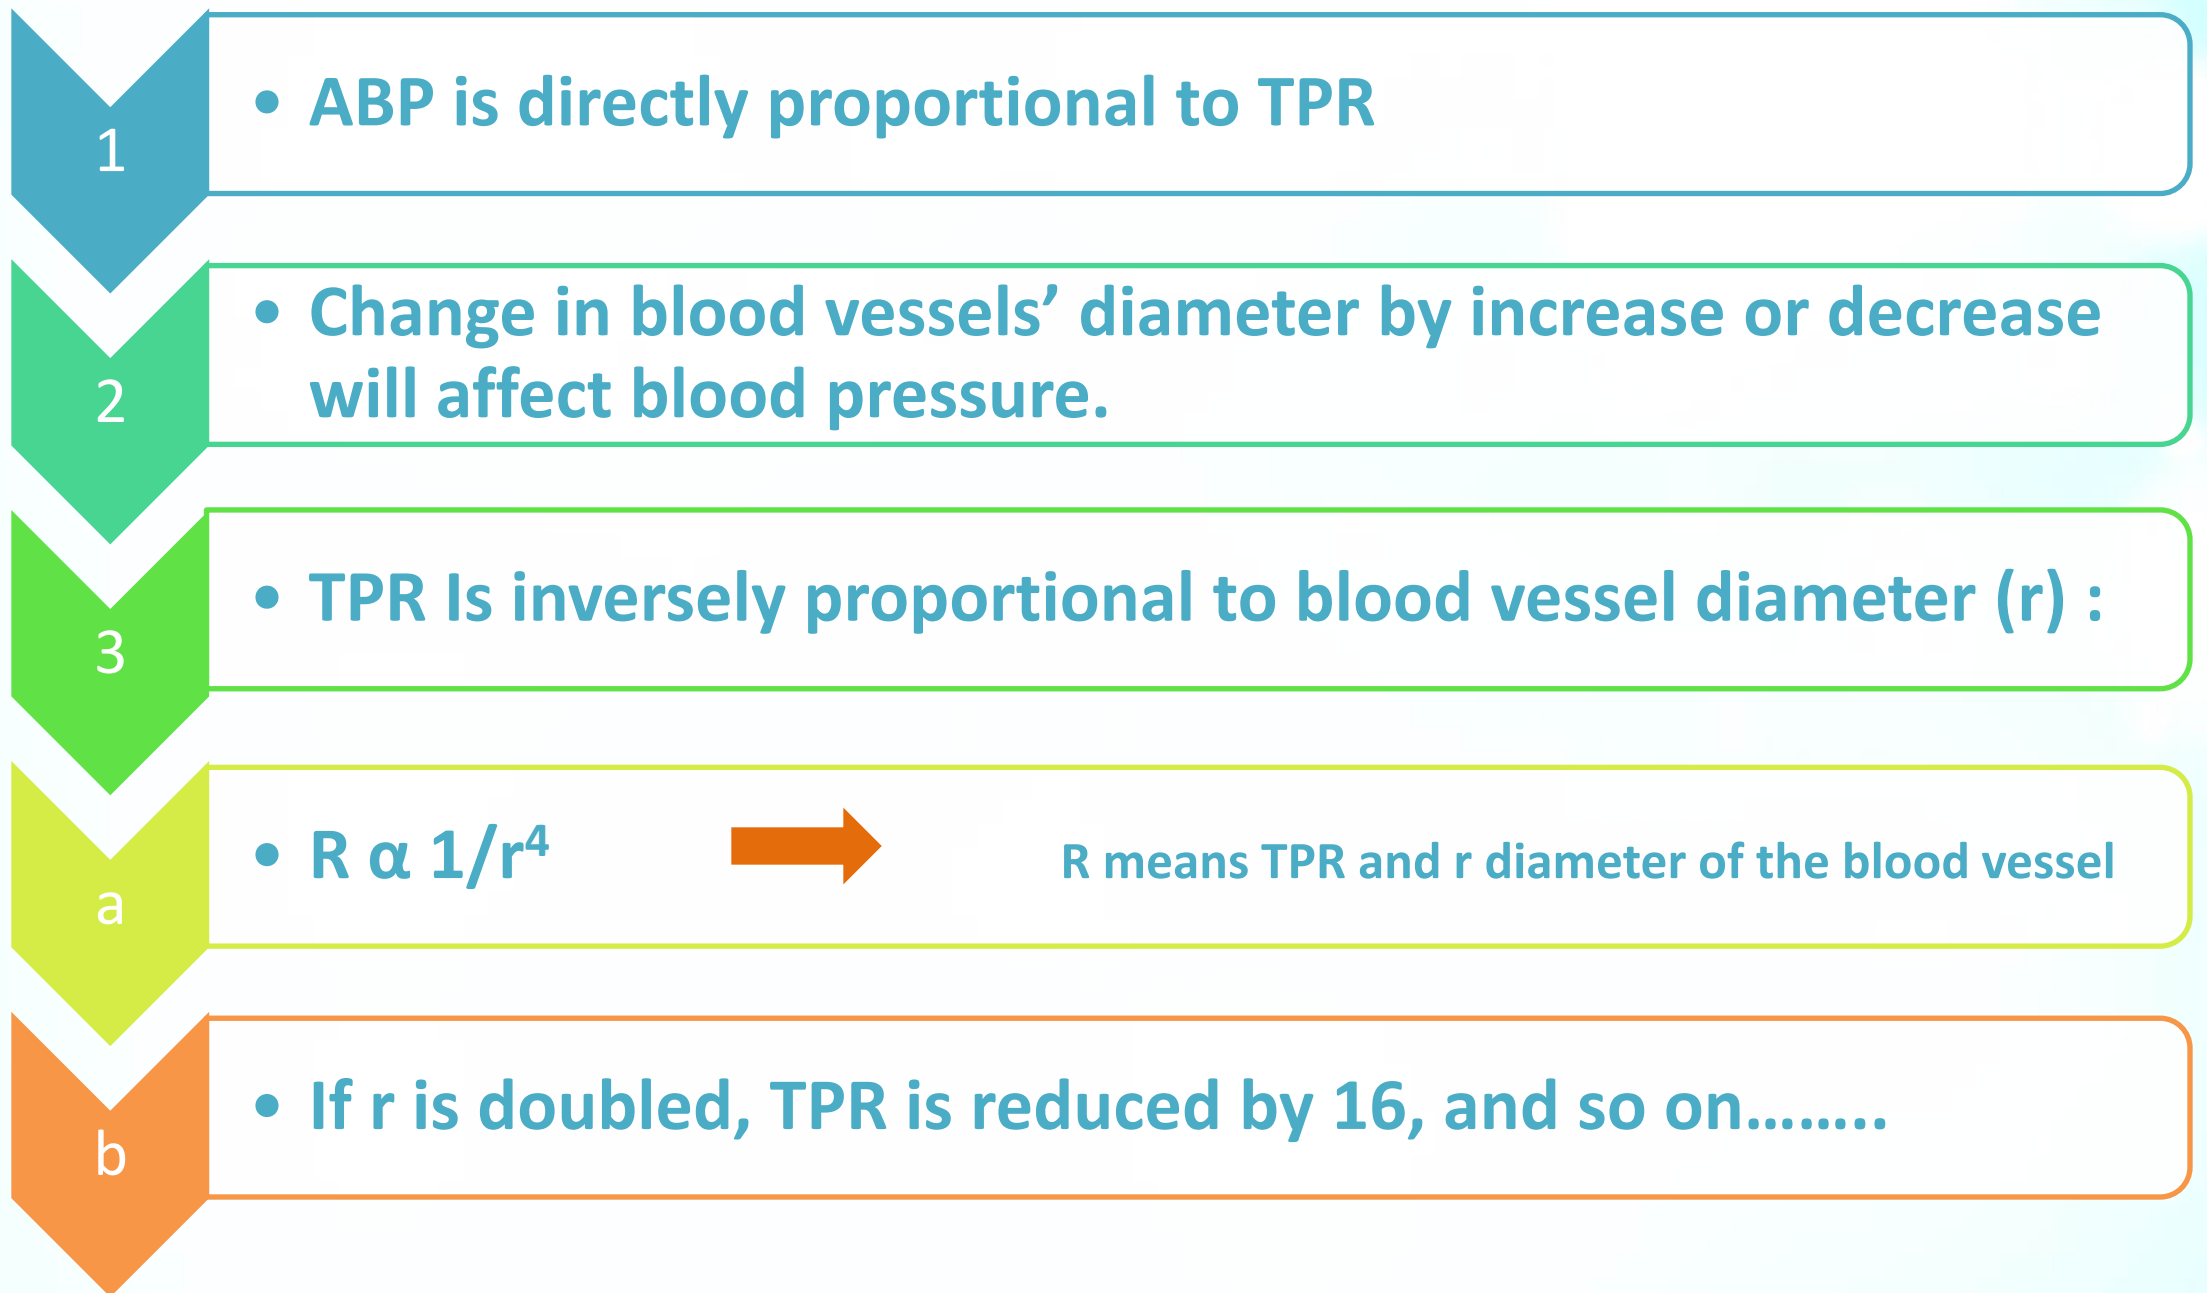 1
• ABP is directly proportional to TPR
2
• Change in blood vessels’ diameter by increase or decrease
will affect blood pressure.
3
• TPR Is inversely proportional to blood vessel diameter (r) :
a
• R α 1/r⁴ R means TPR and r diameter of the blood vessel
b
• If r is doubled, TPR is reduced by 16, and so on……..